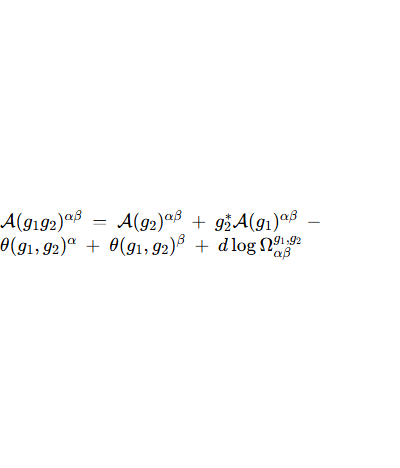 𝒜(g₁g₂)^{αβ} = 𝒜(g₂)^{αβ} + g₂^*𝒜(g₁)^{αβ} −
θ(g₁, g₂)^α + θ(g₁, g₂)^β + d log Ω_{αβ}^{g₁,g₂}